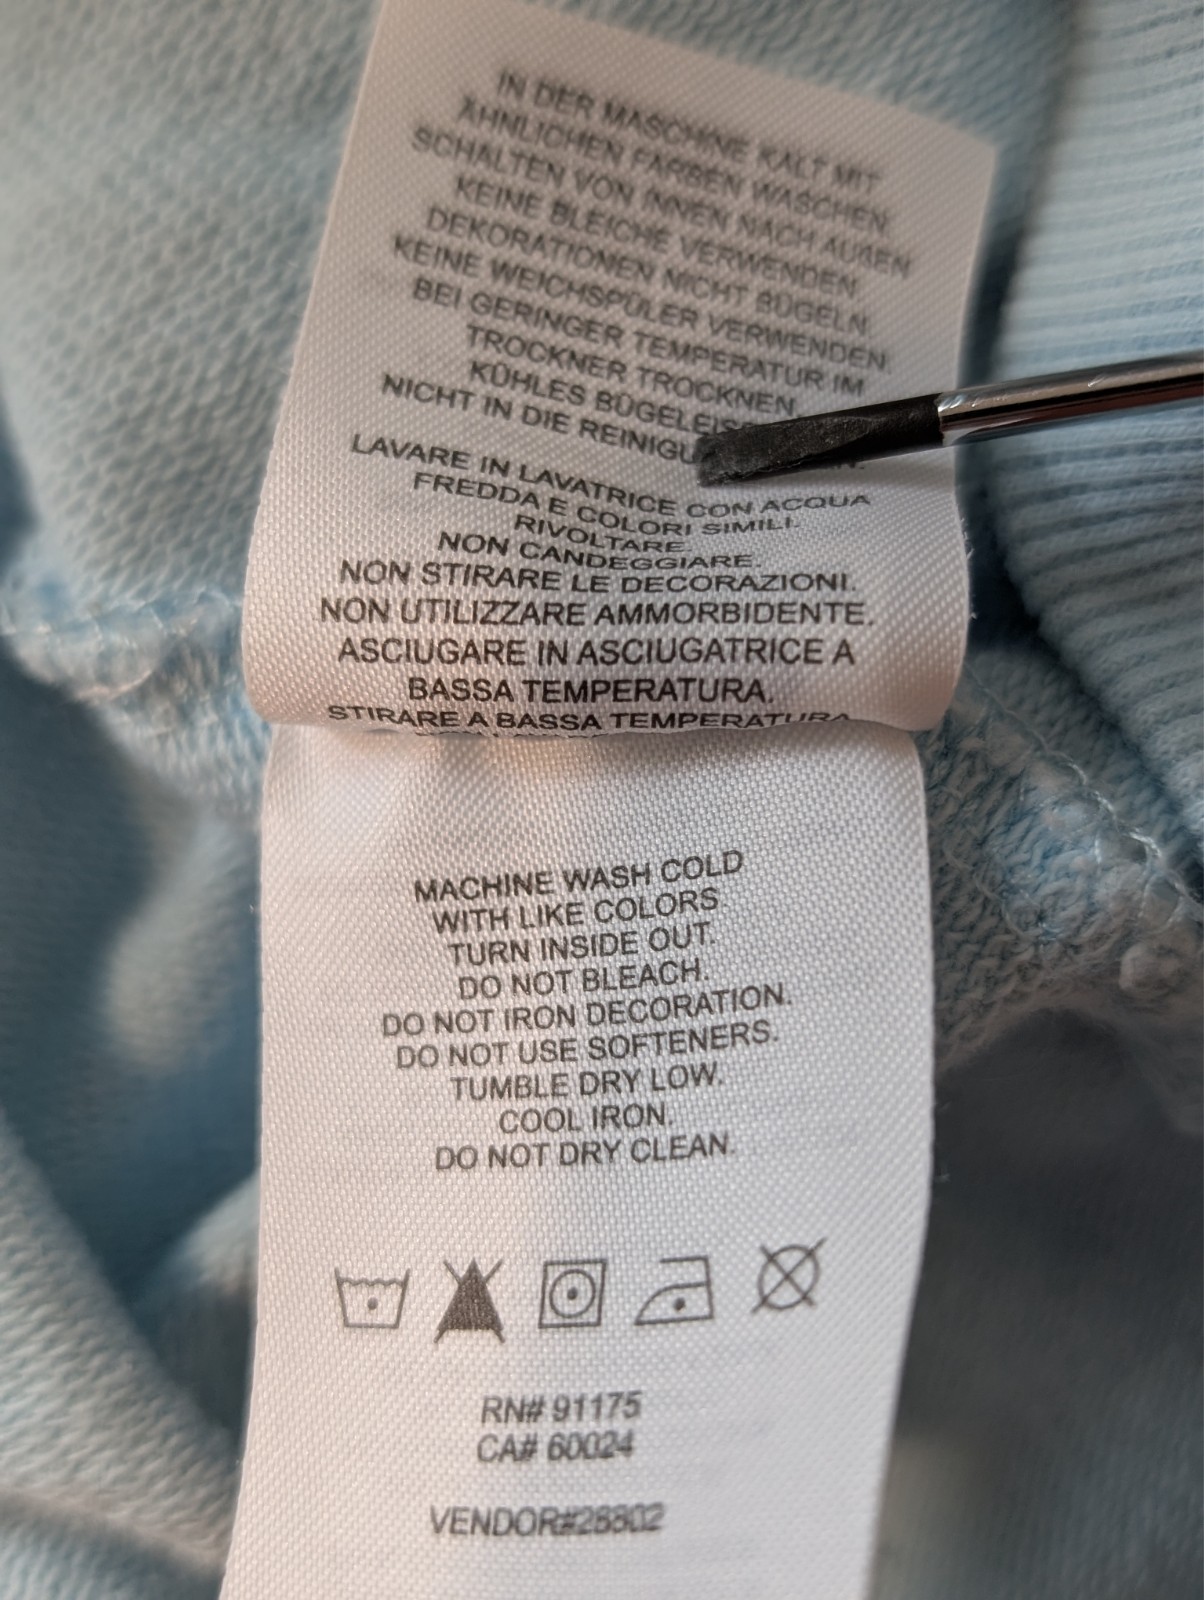 IN DER MASCHINE KALT MIT
ÄHNLICHEN FARBEN WASCHEN.
SCHALTEN VON INNEN NACH AUßEN
KEINE BLEICHE VERWENDEN.
DEKORATIONEN NICHT BÜGELN.
KEINE WEICHSPÜLER VERWENDEN.
BEI GERINGER TEMPERATUR IM
TROCKNER TROCKNEN.
KÜHLES
NICHT IN DIE
LAVARE IN LAVATRICE CON ACQUA
FREDDA E COLORI SIMILI.
RIVOLTARE.
NON CANDEGGIARE.
NON STIRARE LE DECORAZIONI.
NON UTILIZZARE AMMORBIDENTE.
ASCIUGARE IN ASCIUGATRICE A
BASSA TEMPERATURA.
STIRARE A BASSA TEMPERATURA
MACHINE WASH COLD
WITH LIKE COLORS
TURN INSIDE OUT.
DO NOT BLEACH.
DO NOT IRON DECORATION.
DO NOT USE SOFTENERS.
TUMBLE DRY LOW.
COOL IRON.
DO NOT DRY CLEAN.
RN# 91175
CA# 60024